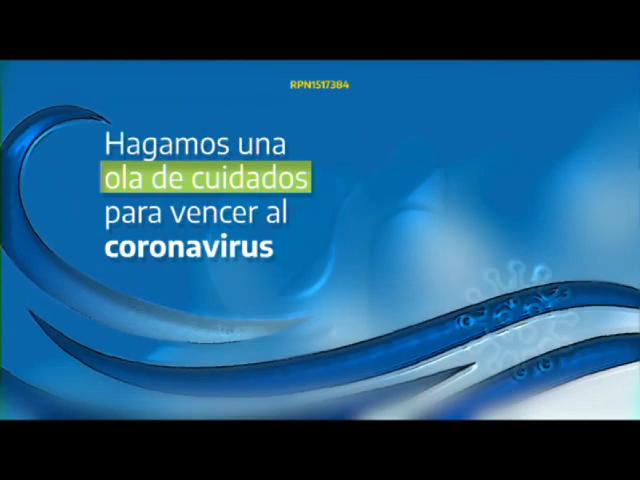 RPN1517384
Hagamos una
ola de cuidados
para vencer al
coronavirus